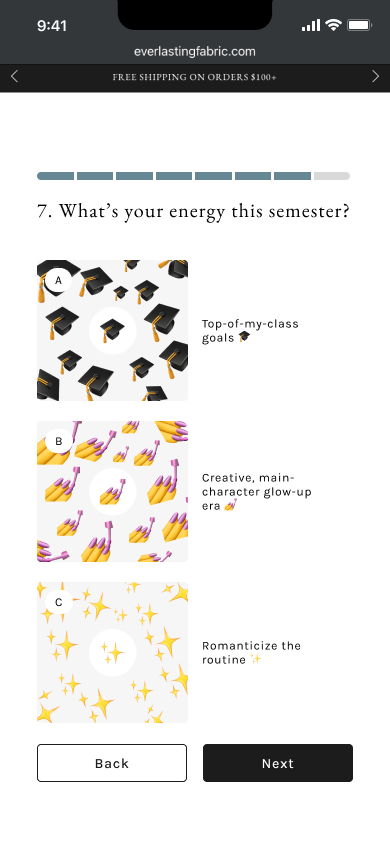 9:41
everlastingfabric.com
FREE SHIPPING ON ORDERS $100+
7. What's your energy this semester?
A
Top-of-my-class
goals 🎓
B
Creative, main-
character glow-up
era 💅
C
Romanticize the
routine ✨
Back
Next